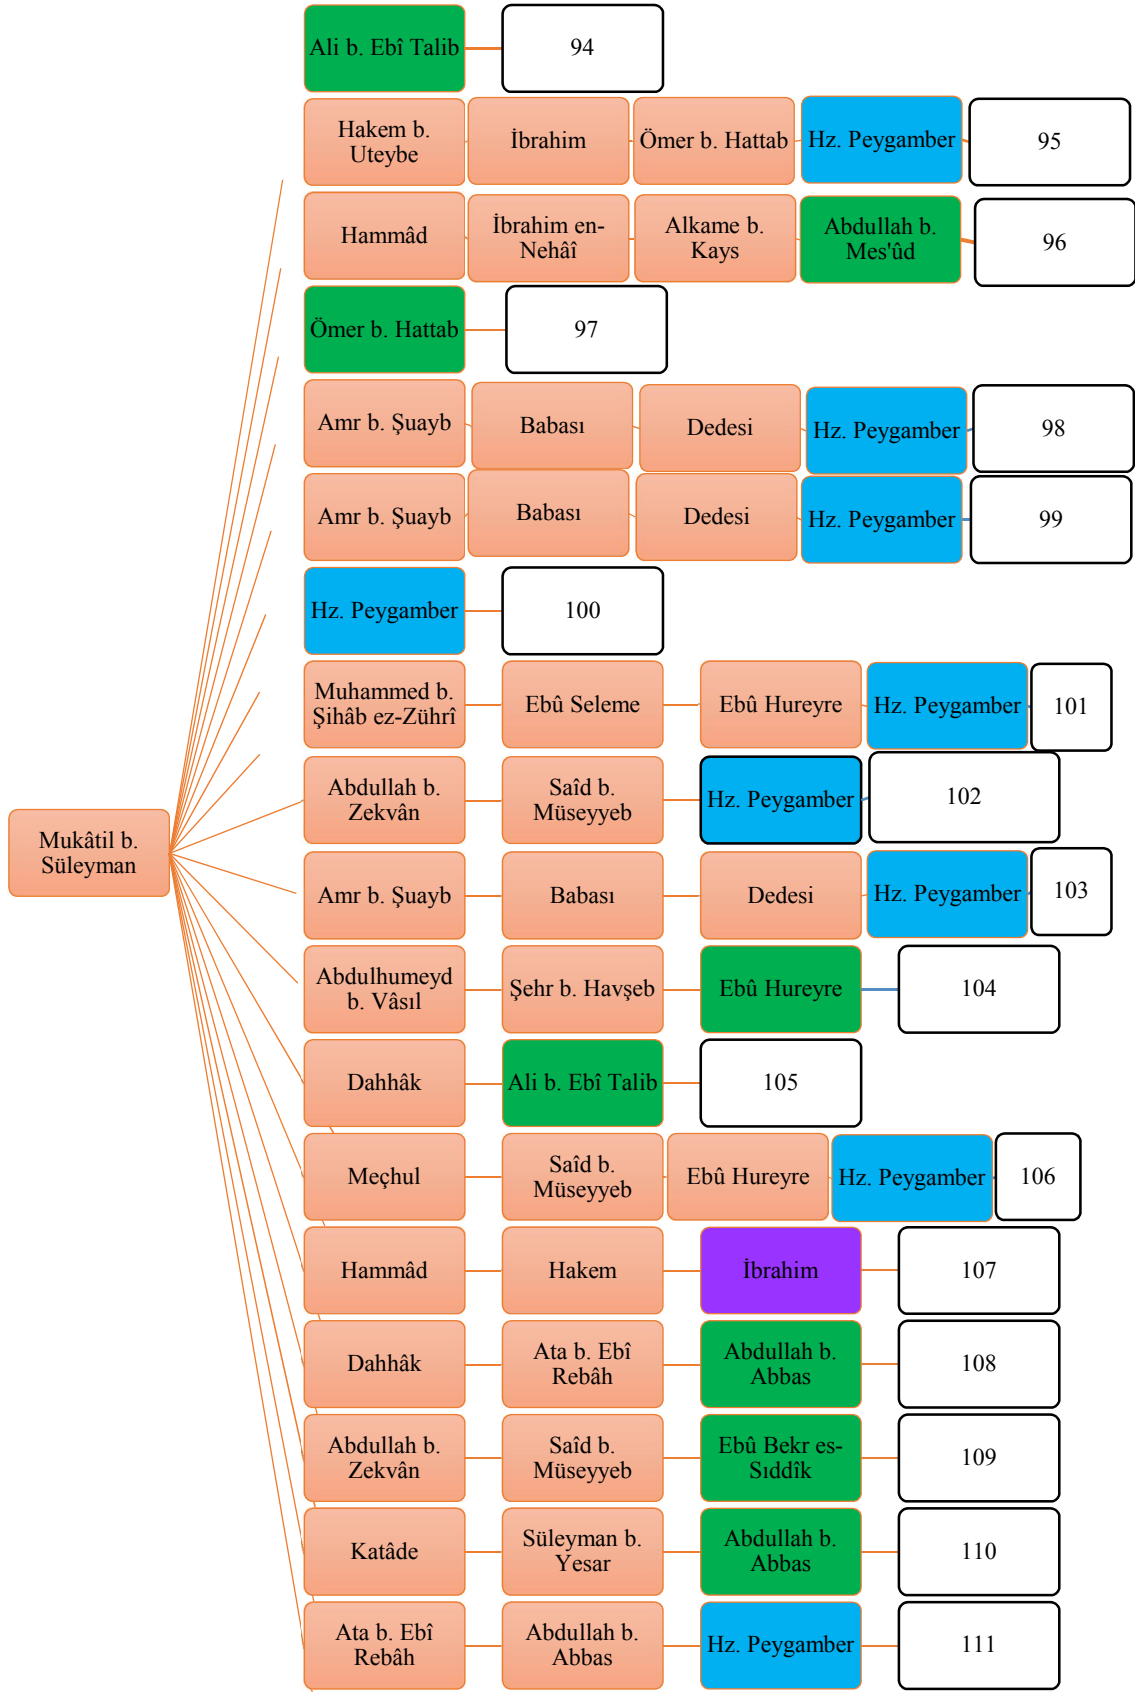 Ali b. Ebî Talib
94
Hakem b.
Uteybe
İbrahim
Ömer b. Hattab
Hz. Peygamber
95
Hammâd
İbrahim en-
Nehâî
Alkame b.
Kays
Abdullah b.
Mes'ûd
96
Ömer b. Hattab
97
Amr b. Şuayb
Babası
Dedesi
Hz. Peygamber
98
Amr b. Şuayb
Babası
Dedesi
Hz. Peygamber
99
Hz. Peygamber
100
Muhammed b.
Şihâb ez-Zührî
Ebû Seleme
Ebû Hureyre
Hz. Peygamber
101
Abdullah b.
Zekvân
Saîd b.
Müseyyeb
Hz. Peygamber
102
Mukâtil b.
Süleyman
Amr b. Şuayb
Babası
Dedesi
Hz. Peygamber
103
Abdulhumeyd
b. Vâsıl
Şehr b. Havşeb
Ebû Hureyre
104
Dahhâk
Ali b. Ebî Talib
105
Meçhul
Saîd b.
Müseyyeb
Ebû Hureyre
Hz. Peygamber
106
Hammâd
Hakem
İbrahim
107
Dahhâk
Ata b. Ebî
Rebâh
Abdullah b.
Abbas
108
Abdullah b.
Zekvân
Saîd b.
Müseyyeb
Ebû Bekr es-
Sıddîk
109
Katâde
Süleyman b.
Yesar
Abdullah b.
Abbas
110
Ata b. Ebî
Rebâh
Abdullah b.
Abbas
Hz. Peygamber
111